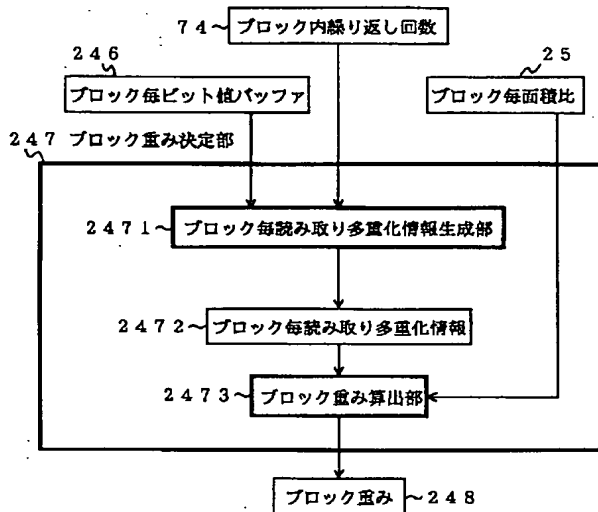 74 ブロック内繰り返し回数
246
ブロック毎ビット値バッファ
25
ブロック毎面積比
247 ブロック重み決定部
2471 ブロック毎読み取り多重化情報生成部
2472 ブロック毎読み取り多重化情報
2473 ブロック重み算出部
ブロック重み 248